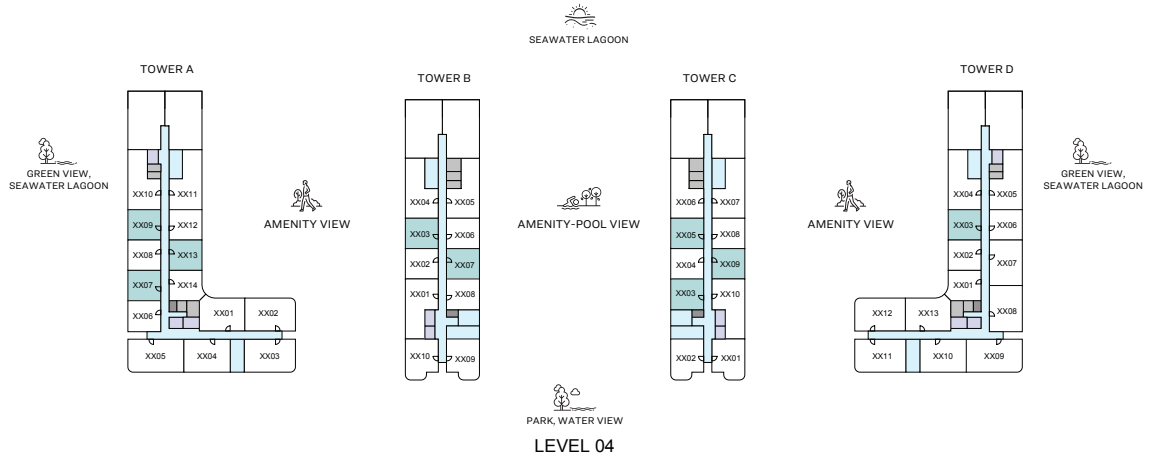 SEAWATER LAGOON
TOWER A
TOWER B
TOWER C
TOWER D
GREEN VIEW,
SEAWATER LAGOON
AMENITY VIEW
AMENITY-POOL VIEW
AMENITY VIEW
GREEN VIEW,
SEAWATER LAGOON
XX10 XX11
XX09 XX12
XX08 XX13
XX07 XX14
XX06 XX01 XX02
XX05 XX04 XX03
XX04 XX05
XX03 XX06
XX02 XX07
XX01 XX08
XX10 XX09
XX06 XX07
XX05 XX08
XX04 XX09
XX03 XX10
XX02 XX01
XX04 XX05
XX03 XX06
XX02 XX07
XX01
XX12 XX13 XX08
XX11 XX10 XX09
PARK, WATER VIEW
LEVEL 04